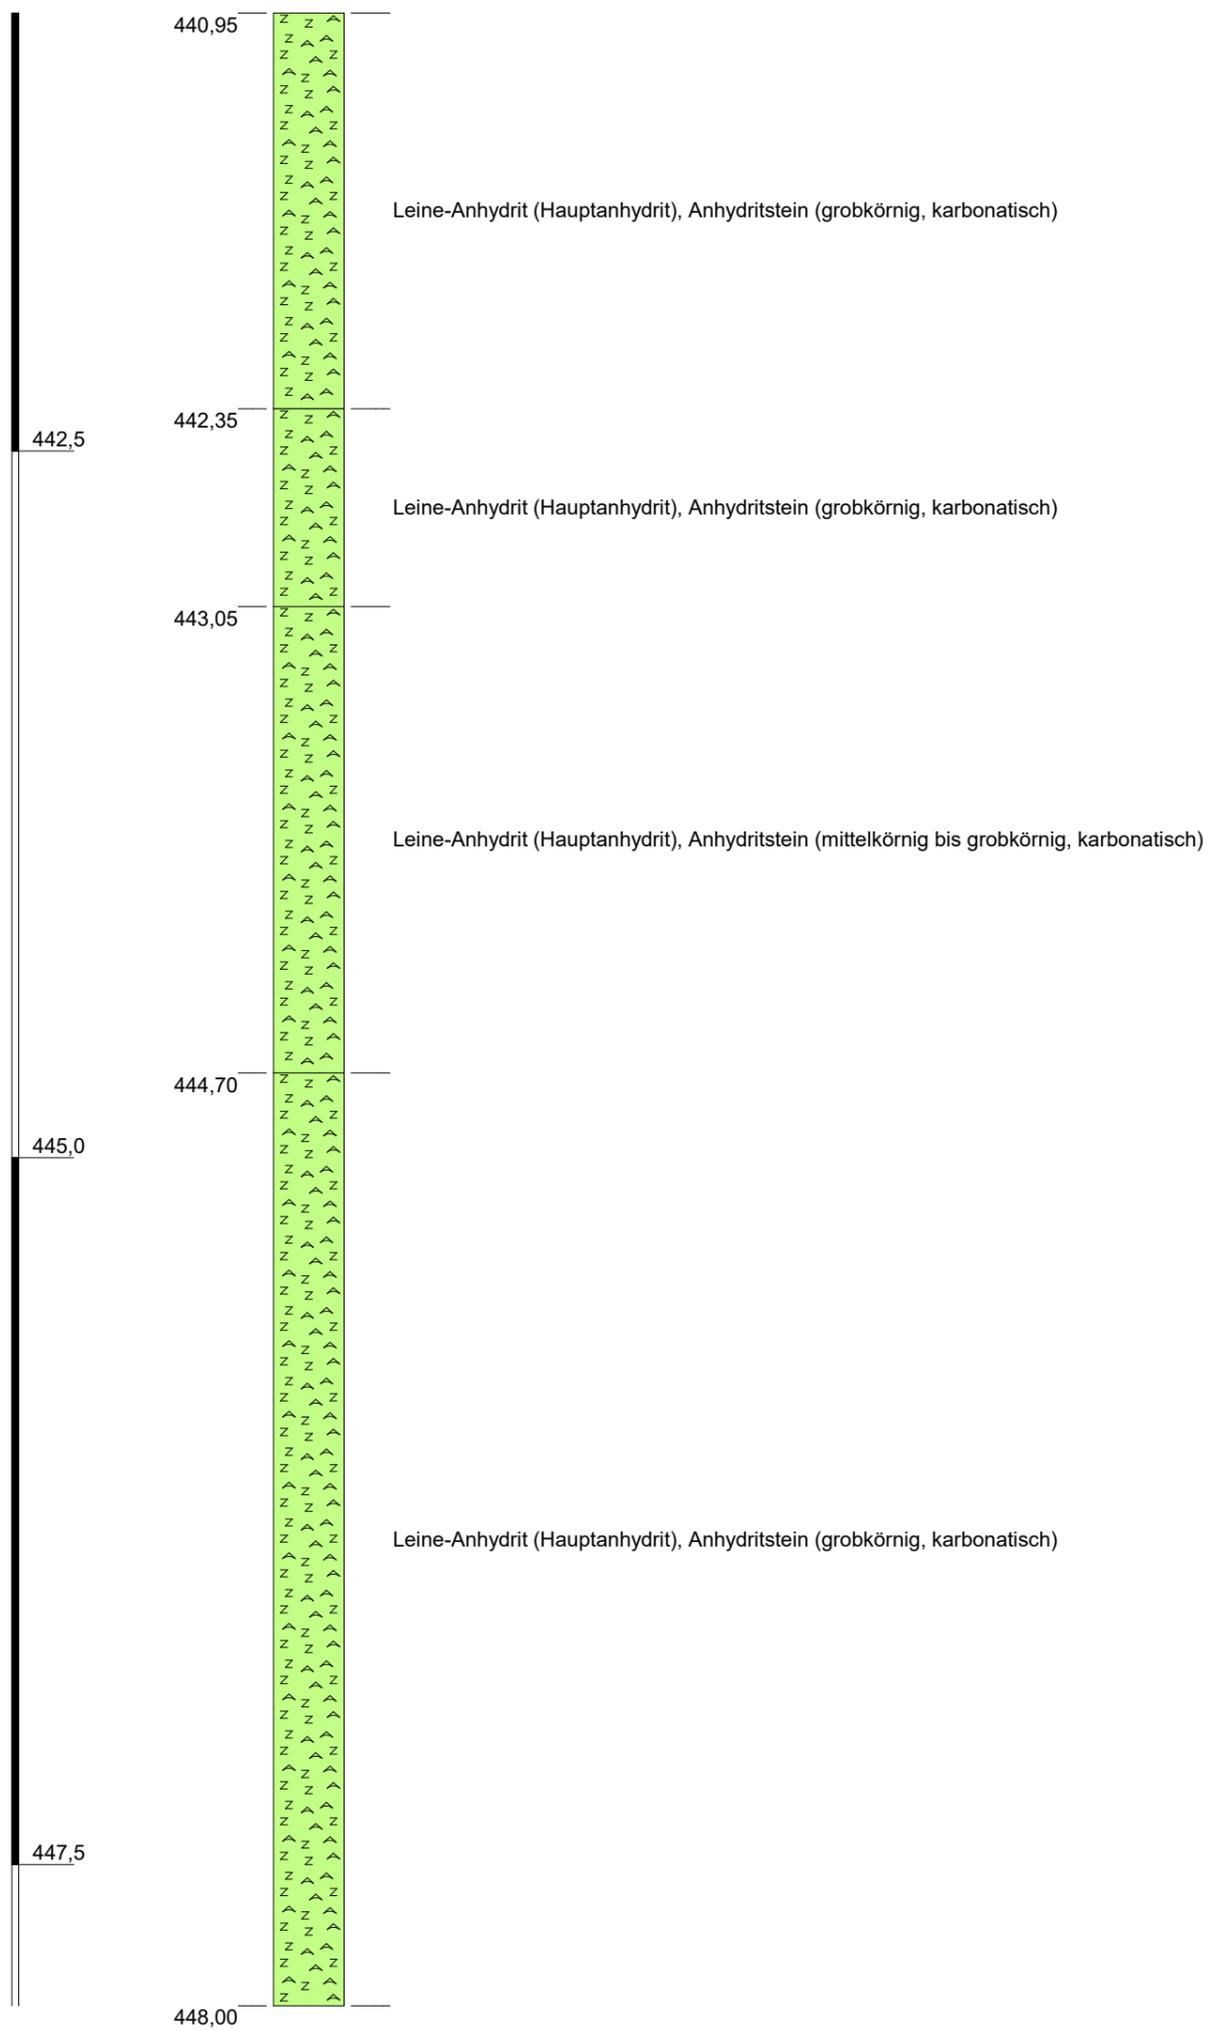 440,95
Leine-Anhydrit (Hauptanhydrit), Anhydritstein (grobkörnig, karbonatisch)
442,35
442,5
Leine-Anhydrit (Hauptanhydrit), Anhydritstein (grobkörnig, karbonatisch)
443,05
Leine-Anhydrit (Hauptanhydrit), Anhydritstein (mittelkörnig bis grobkörnig, karbonatisch)
444,70
445,0
Leine-Anhydrit (Hauptanhydrit), Anhydritstein (grobkörnig, karbonatisch)
447,5
448,00